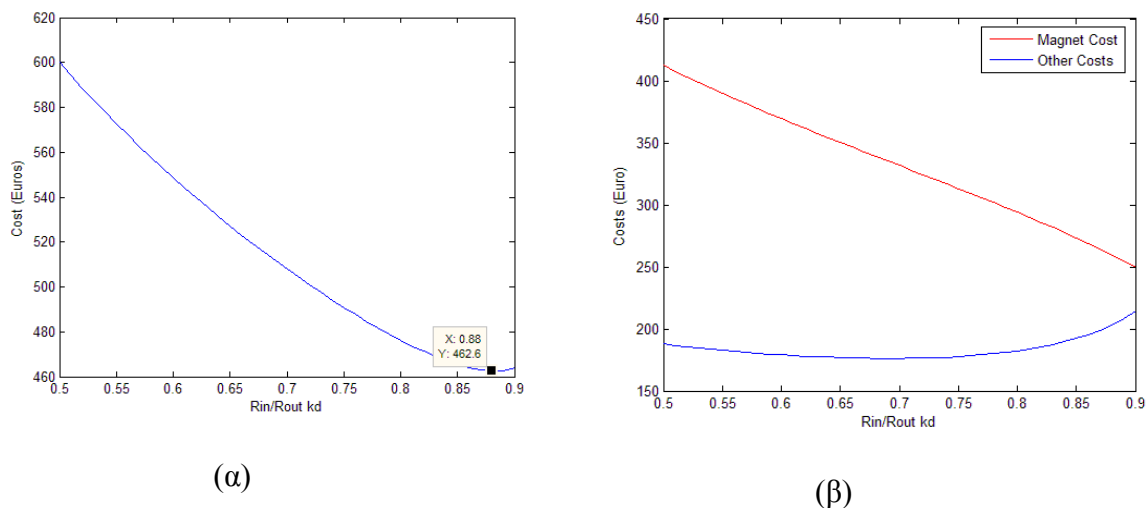 620
600
580
560
540
520
500
480
460
Cost (Euros)
X: 0.88
Y: 462.6
0.5 0.55 0.6 0.65 0.7 0.75 0.8 0.85 0.9
Rin/Rout kd
(α)
450
400
350
300
250
200
150
Costs (Euro)
Magnet Cost
Other Costs
0.5 0.55 0.6 0.65 0.7 0.75 0.8 0.85 0.9
Rin/Rout kd
(β)